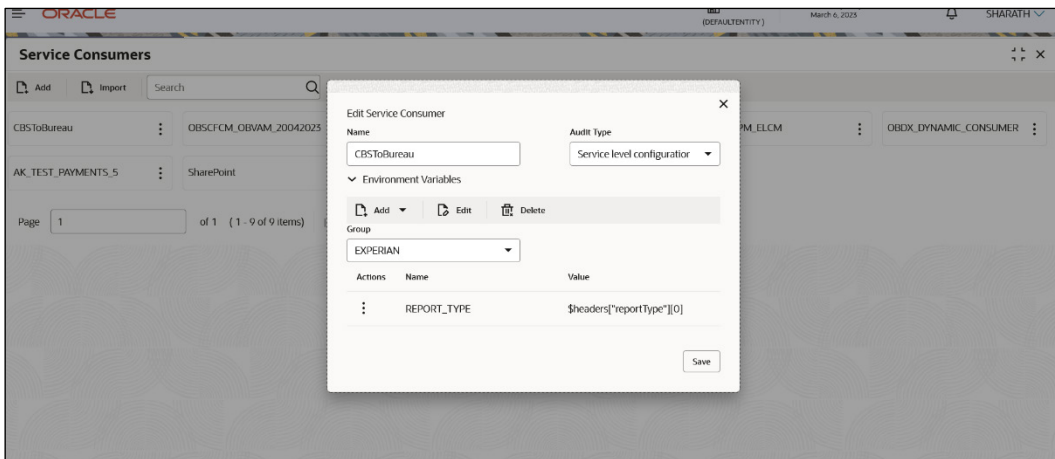 ORACLE
(DEFAULTENTITY )
March 6, 2023
SHARATH
Service Consumers
Add
Import
Search
CBSToBureau
OBSCFCM_OBVAM_20042023
PM_ELCM
OBDX_DYNAMIC_CONSUMER
AK_TEST_PAYMENTS_5
SharePoint
Page
1
of 1 ( 1 - 9 of 9 items)
Edit Service Consumer
Name
Audit Type
CBSToBureau
Service level configuration
Environment Variables
Add
Edit
Delete
Group
EXPERIAN
Actions
Name
Value
REPORT_TYPE
$headers["reportType"][0]
Save